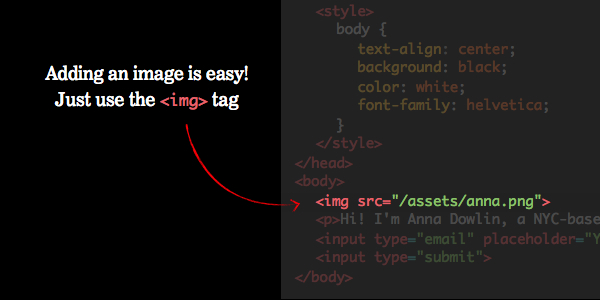 Adding an image is easy!
Just use the <img> tag
<style>
body {
text-align: center;
background: black;
color: white;
font-family: helvetica;
}
</style>
</head>
<body>
<img src="/assets/anna.png">
<p>Hi! I'm Anna Dowlin, a NYC-base
<input type="email" placeholder="Y
<input type="submit">
</body>